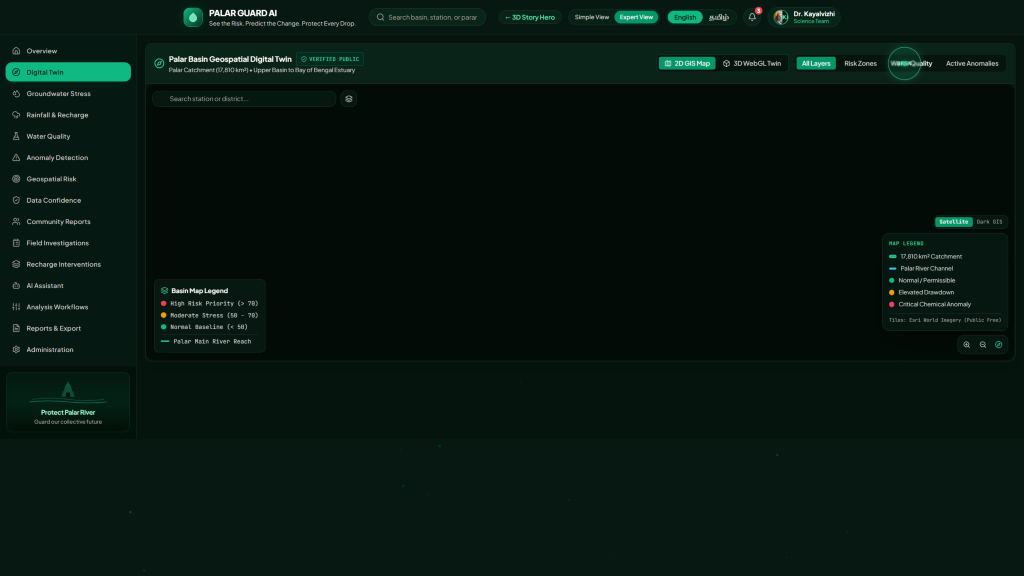 PALAR GUARD AI
See the Risk. Predict the Change. Protect Every Drop.
Search basin, station, or parar
← 3D Story Hero
Simple View
Expert View
English
தமிழ்
3
Dr. Kayalvizhi
Science Team
Overview
Digital Twin
Groundwater Stress
Rainfall & Recharge
Water Quality
Anomaly Detection
Geospatial Risk
Data Confidence
Community Reports
Field Investigations
Recharge Interventions
AI Assistant
Analysis Workflows
Reports & Export
Administration
Protect Palar River
Guard our collective future
Palar Basin Geospatial Digital Twin
VERIFIED PUBLIC
Palar Catchment (17,810 km²) • Upper Basin to Bay of Bengal Estuary
2D GIS Map
3D WebGL Twin
All Layers
Risk Zones
Water Quality
Active Anomalies
Search station or district...
Satellite
Dark GIS
MAP LEGEND
17,810 km² Catchment
Palar River Channel
Normal / Permissible
Elevated Drawdown
Critical Chemical Anomaly
Tiles: Esri World Imagery (Public Free)
Basin Map Legend
High Risk Priority (> 70)
Moderate Stress (50 - 70)
Normal Baseline (< 50)
Palar Main River Reach